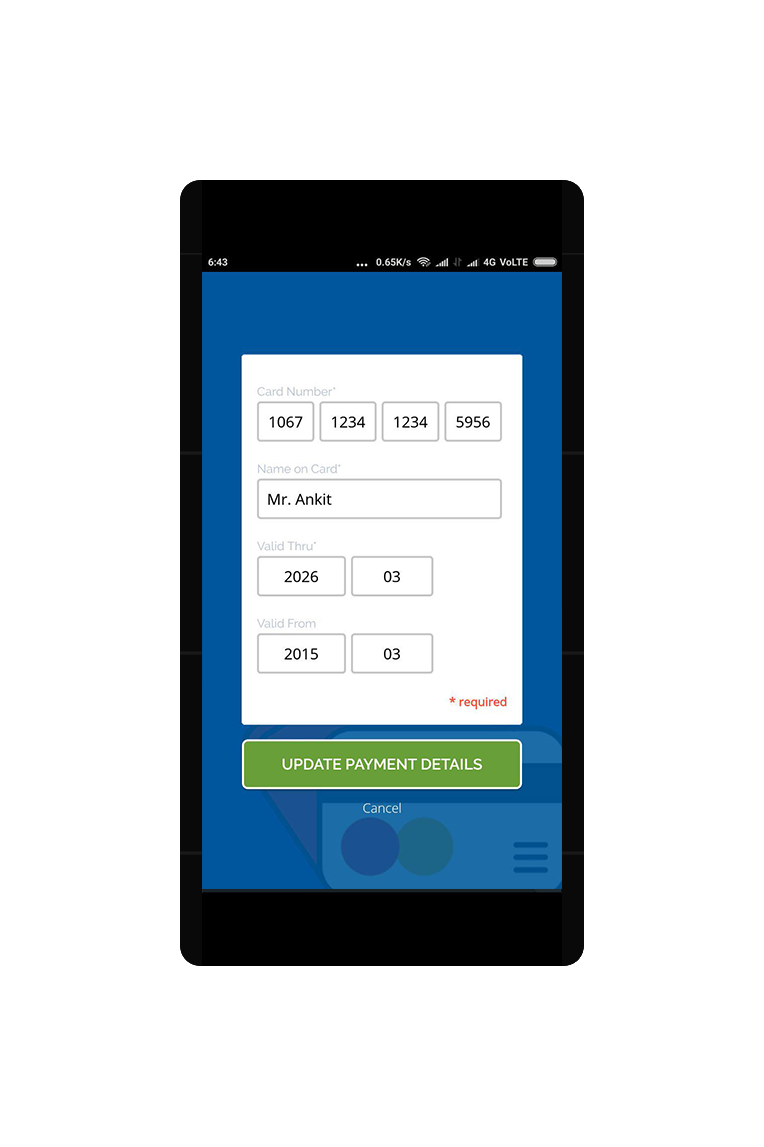 6:43 ... 0.65K/s 4G VoLTE
Card Number*
1067 1234 1234 5956
Name on Card*
Mr. Ankit
Valid Thru*
2026 03
Valid From
2015 03
* required
UPDATE PAYMENT DETAILS
Cancel